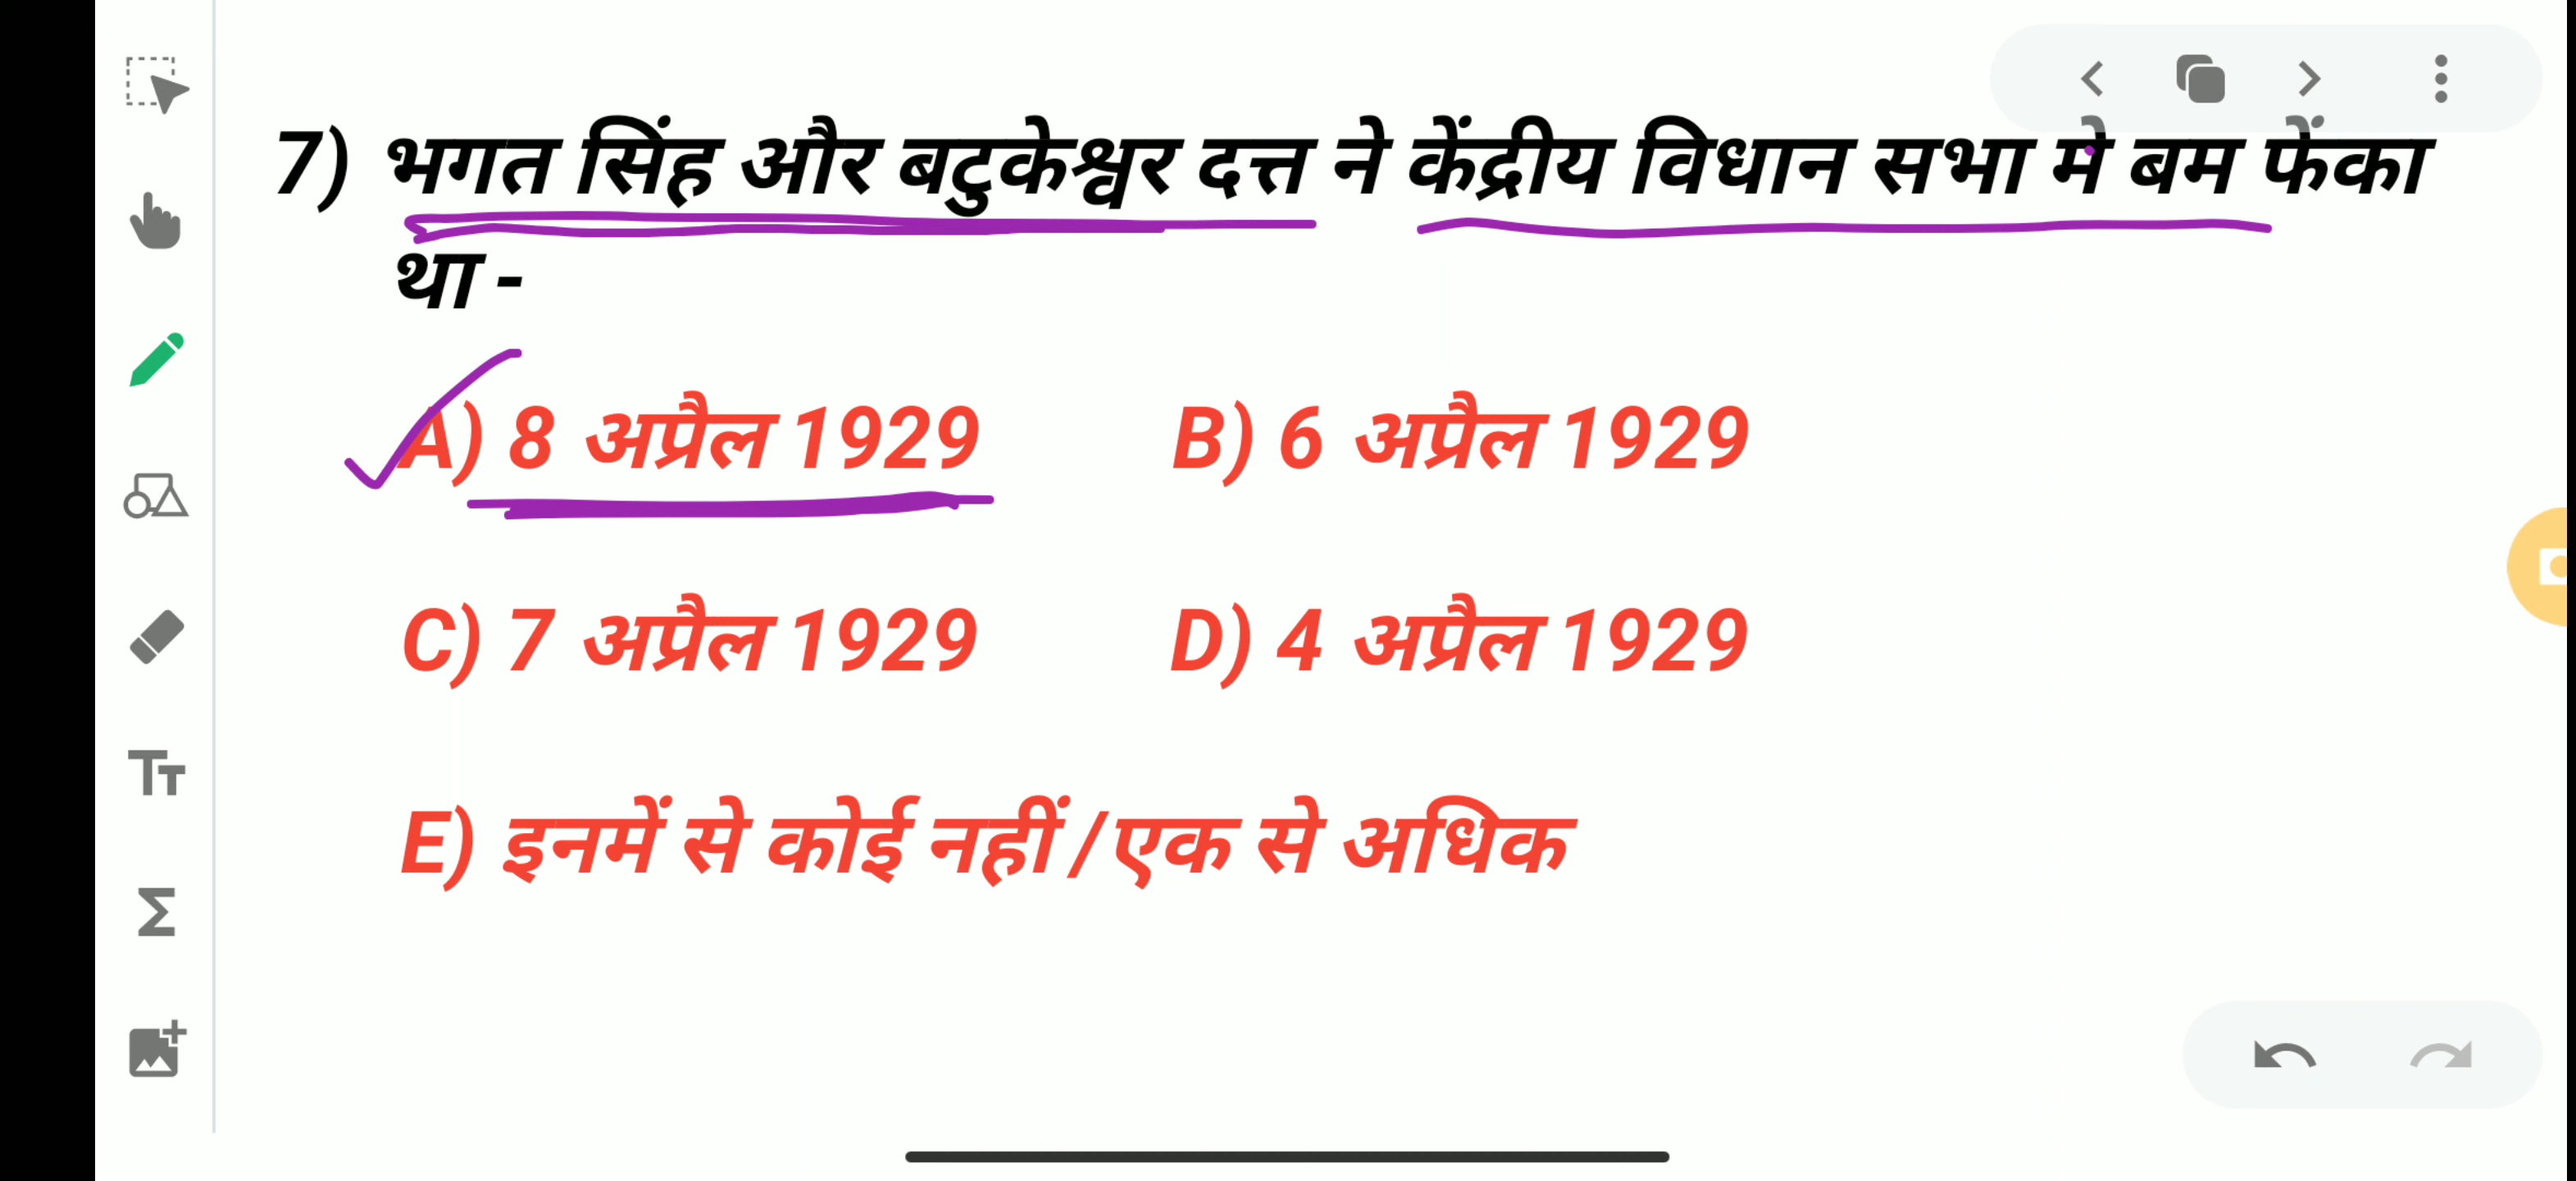 7) भगत सिंह और बटुकेश्वर दत्त ने केंद्रीय विधान सभा मे बम फेंका
था -
A) 8 अप्रैल 1929 B) 6 अप्रैल 1929
C) 7 अप्रैल 1929 D) 4 अप्रैल 1929
E) इनमें से कोई नहीं/एक से अधिक